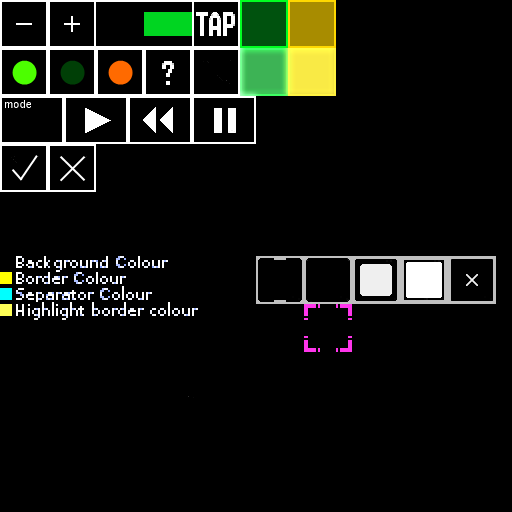 − + TAP
?
mode
Background Colour
Border Colour
Separator Colour
Highlight border colour